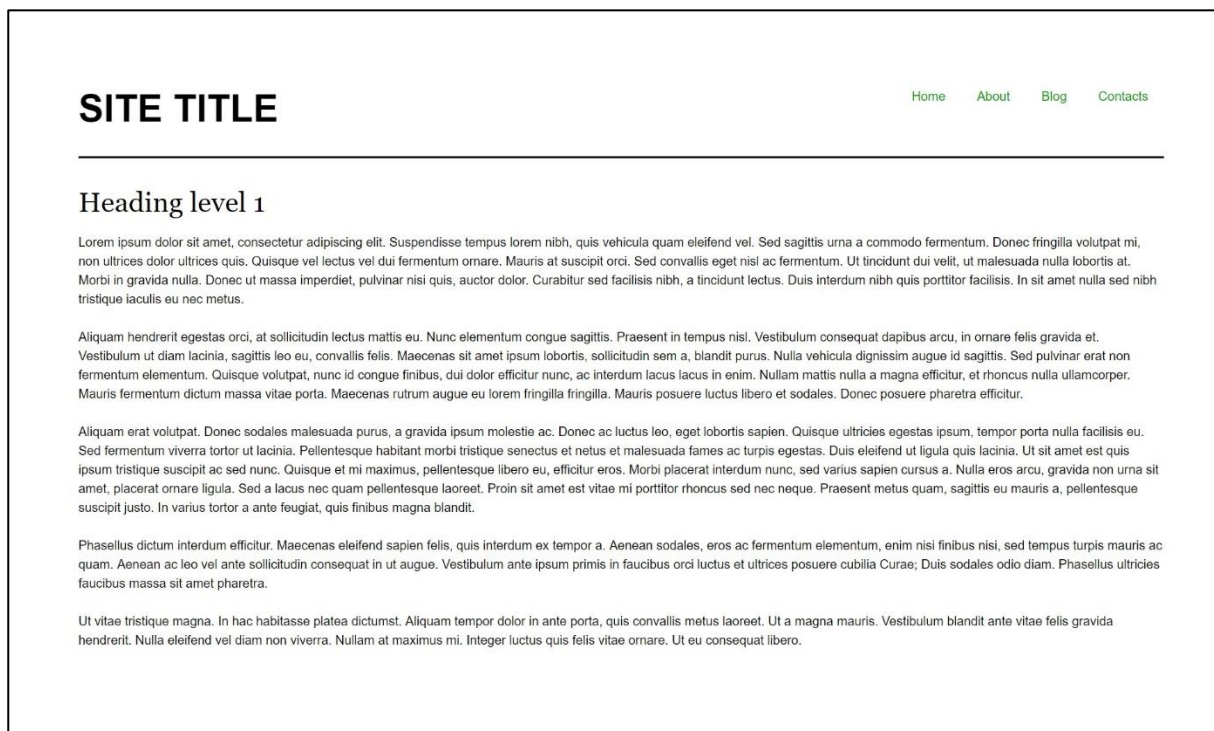 SITE TITLE
Home About Blog Contacts
Heading level 1
Lorem ipsum dolor sit amet, consectetur adipiscing elit. Suspendisse tempus lorem nibh, quis vehicula quam eleifend vel. Sed sagittis urna a commodo fermentum. Donec fringilla volutpat mi,
non ultrices dolor ultrices quis. Quisque vel lectus vel dui fermentum ornare. Mauris at suscipit orci. Sed convallis eget nisl ac fermentum. Ut tincidunt dui velit, ut malesuada nulla lobortis at.
Morbi in gravida nulla. Donec ut massa imperdiet, pulvinar nisi quis, auctor dolor. Curabitur sed facilisis nibh, a tincidunt lectus. Duis interdum nibh quis porttitor facilisis. In sit amet nulla sed nibh
tristique iaculis eu nec metus.
Aliquam hendrerit egestas orci, at sollicitudin lectus mattis eu. Nunc elementum congue sagittis. Praesent in tempus nisl. Vestibulum consequat dapibus arcu, in ornare felis gravida et.
Vestibulum ut diam lacinia, sagittis leo eu, convallis felis. Maecenas sit amet ipsum lobortis, sollicitudin sem a, blandit purus. Nulla vehicula dignissim augue id sagittis. Sed pulvinar erat non
fermentum elementum. Quisque volutpat, nunc id congue finibus, dui dolor efficitur nunc, ac interdum lacus lacus in enim. Nullam mattis nulla a magna efficitur, et rhoncus nulla ullamcorper.
Mauris fermentum dictum massa vitae porta. Maecenas rutrum augue eu lorem fringilla fringilla. Mauris posuere luctus libero et sodales. Donec posuere pharetra efficitur.
Aliquam erat volutpat. Donec sodales malesuada purus, a gravida ipsum molestie ac. Donec ac luctus leo, eget lobortis sapien. Quisque ultricies egestas ipsum, tempor porta nulla facilisis eu.
Sed fermentum viverra tortor ut lacinia. Pellentesque habitant morbi tristique senectus et netus et malesuada fames ac turpis egestas. Duis eleifend ut ligula quis lacinia. Ut sit amet est quis
ipsum tristique suscipit ac sed nunc. Quisque et mi maximus, pellentesque libero eu, efficitur eros. Morbi placerat interdum nunc, sed varius sapien cursus a. Nulla eros arcu, gravida non urna sit
amet, placerat ornare ligula. Sed a lacus nec quam pellentesque laoreet. Proin sit amet est vitae mi porttitor rhoncus sed nec neque. Praesent metus quam, sagittis eu mauris a, pellentesque
suscipit justo. In varius tortor a ante feugiat, quis finibus magna blandit.
Phasellus dictum interdum efficitur. Maecenas eleifend sapien felis, quis interdum ex tempor a. Aenean sodales, eros ac fermentum elementum, enim nisi finibus nisi, sed tempus turpis mauris ac
quam. Aenean ac leo vel ante sollicitudin consequat in ut augue. Vestibulum ante ipsum primis in faucibus orci luctus et ultrices posuere cubilia Curae; Duis sodales odio diam. Phasellus ultricies
faucibus massa sit amet pharetra.
Ut vitae tristique magna. In hac habitasse platea dictumst. Aliquam tempor dolor in ante porta, quis convallis metus laoreet. Ut a magna mauris. Vestibulum blandit ante vitae felis gravida
hendrerit. Nulla eleifend vel diam non viverra. Nullam at maximus mi. Integer luctus quis felis vitae ornare. Ut eu consequat libero.